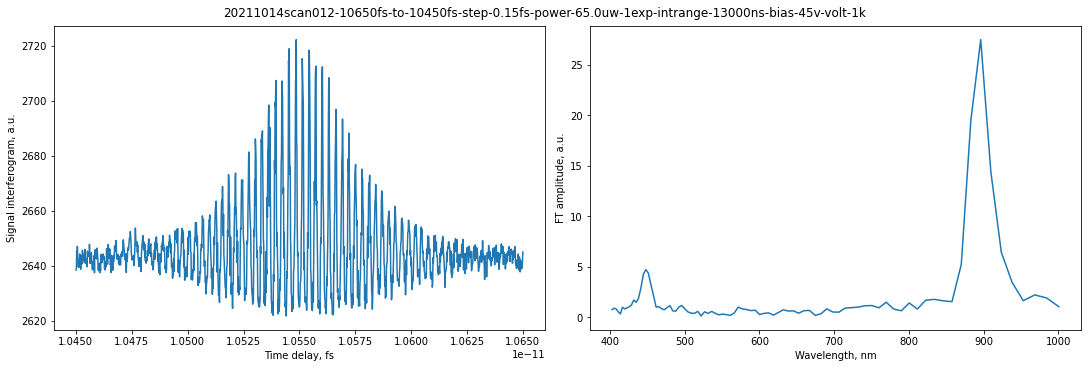 20211014scan012-10650fs-to-10450fs-step-0.15fs-power-65.0uw-1exp-intrange-13000ns-bias-45v-volt-1k
2720
2700
2680
2660
2640
2620
Signal interferogram, a.u.
1.0450 1.0475 1.0490 1.0500 1.0525 1.0550 1.0575 1.0600 1.0625 1.0650
1e−11
Time delay, fs
25
20
15
10
5
0
FT amplitude, a.u.
400 500 600 700 800 900 1000
Wavelength, nm